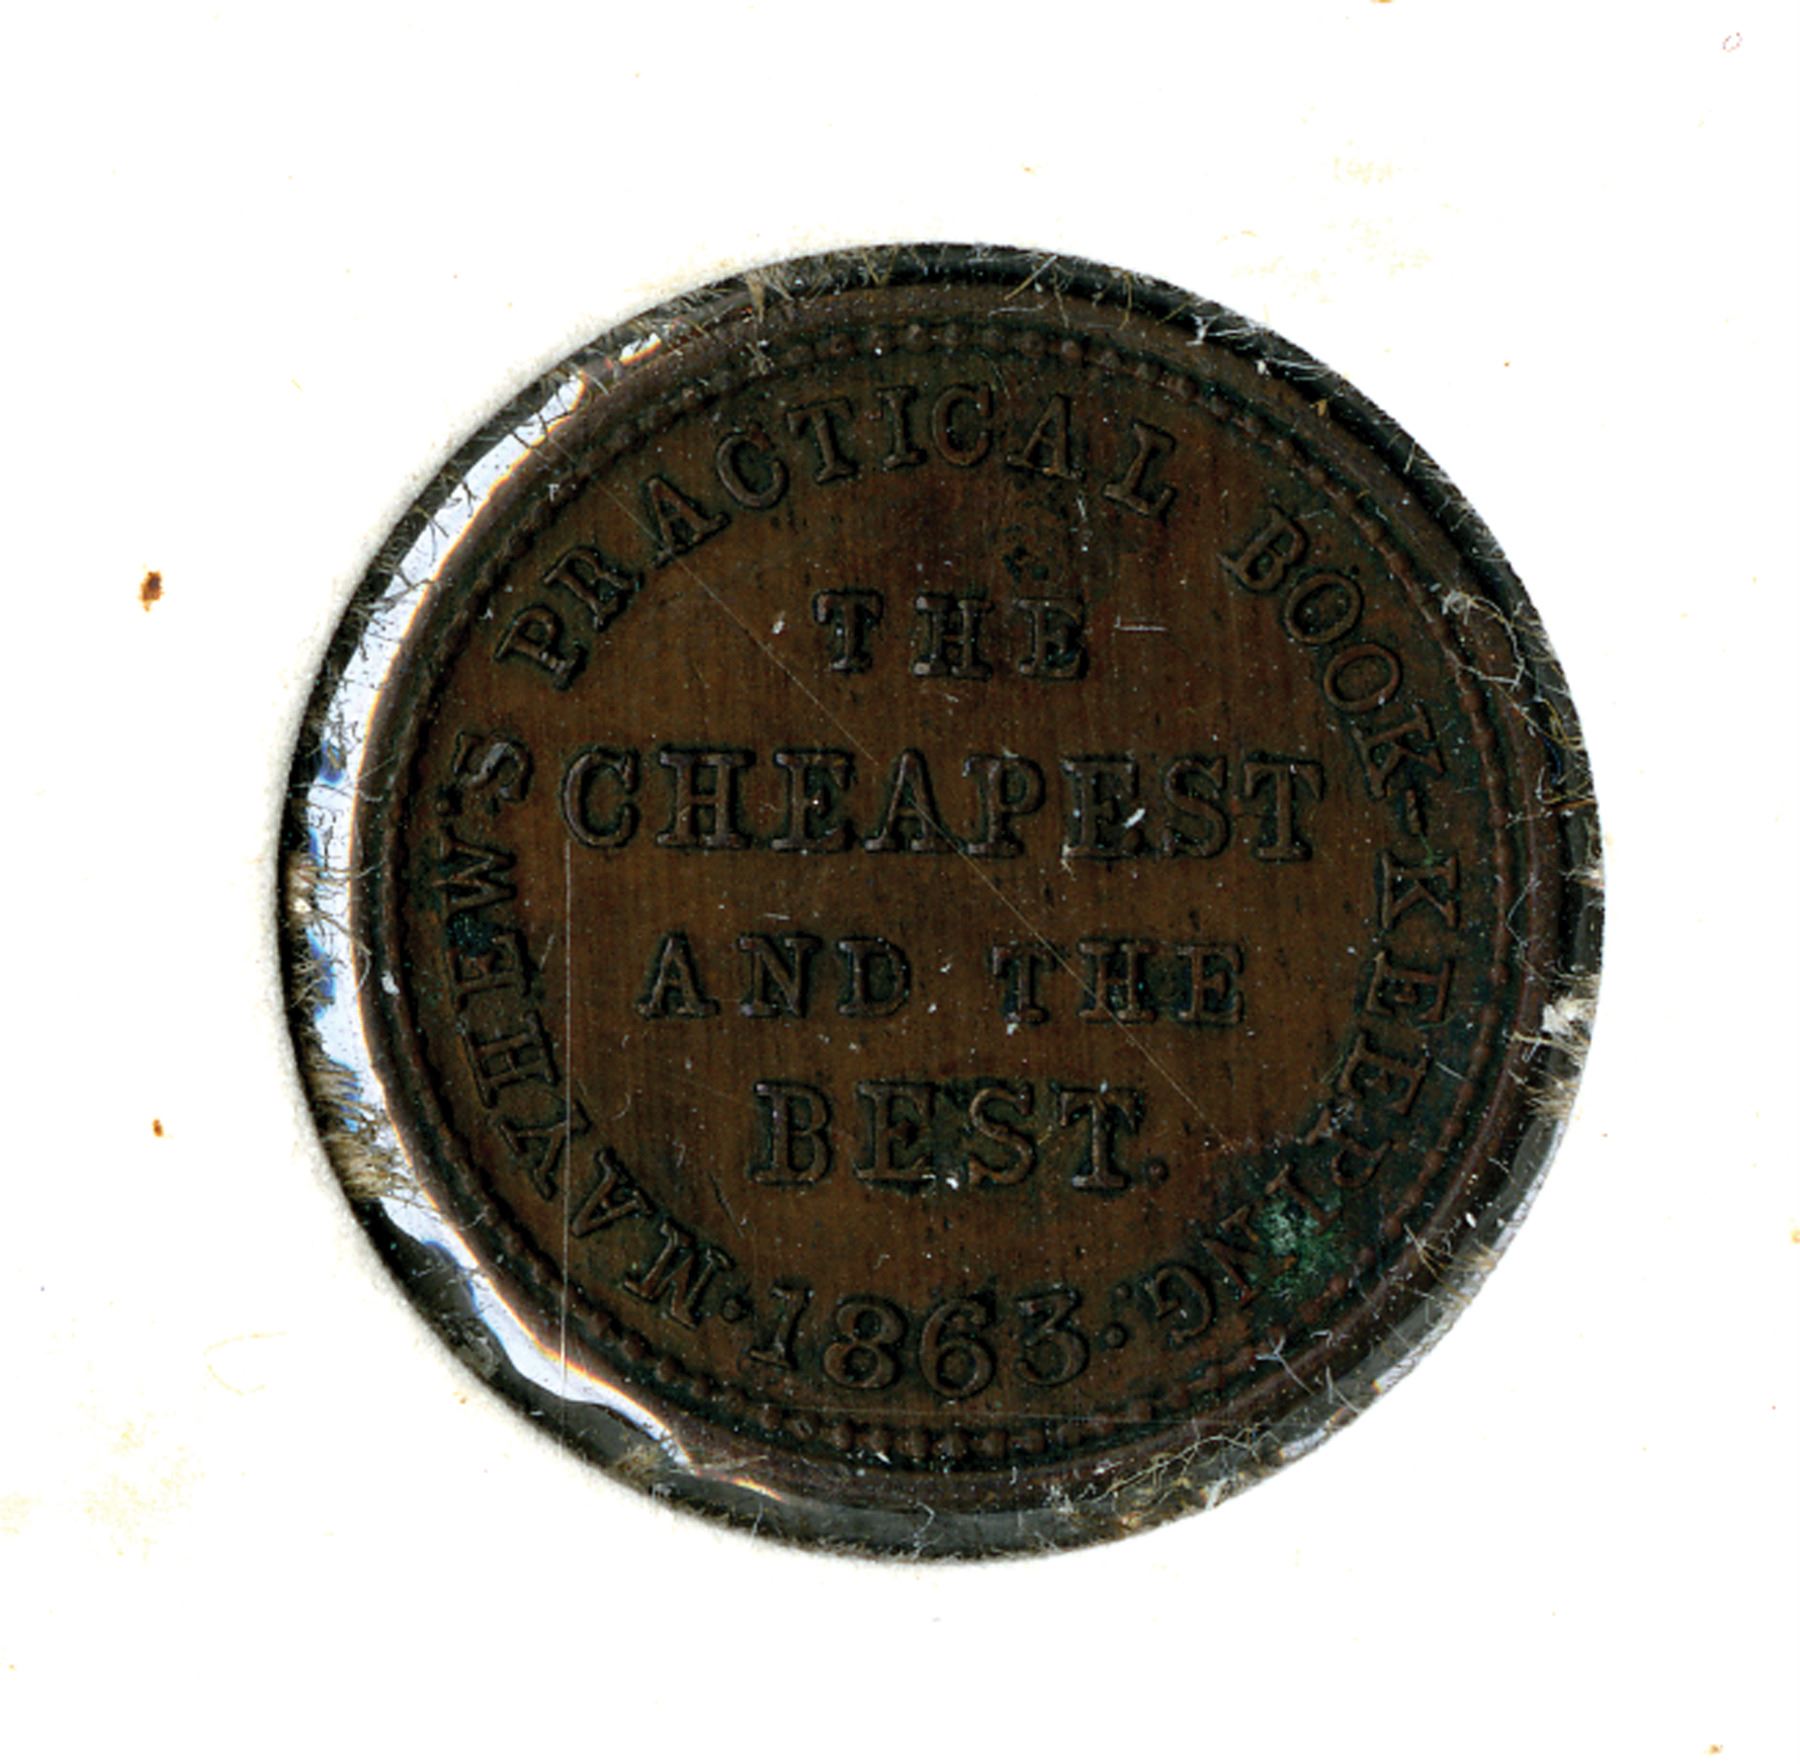 MAYHEW'S PRACTICAL BOOK-KEEPING.
THE
CHEAPEST
AND THE
BEST.
·1863·